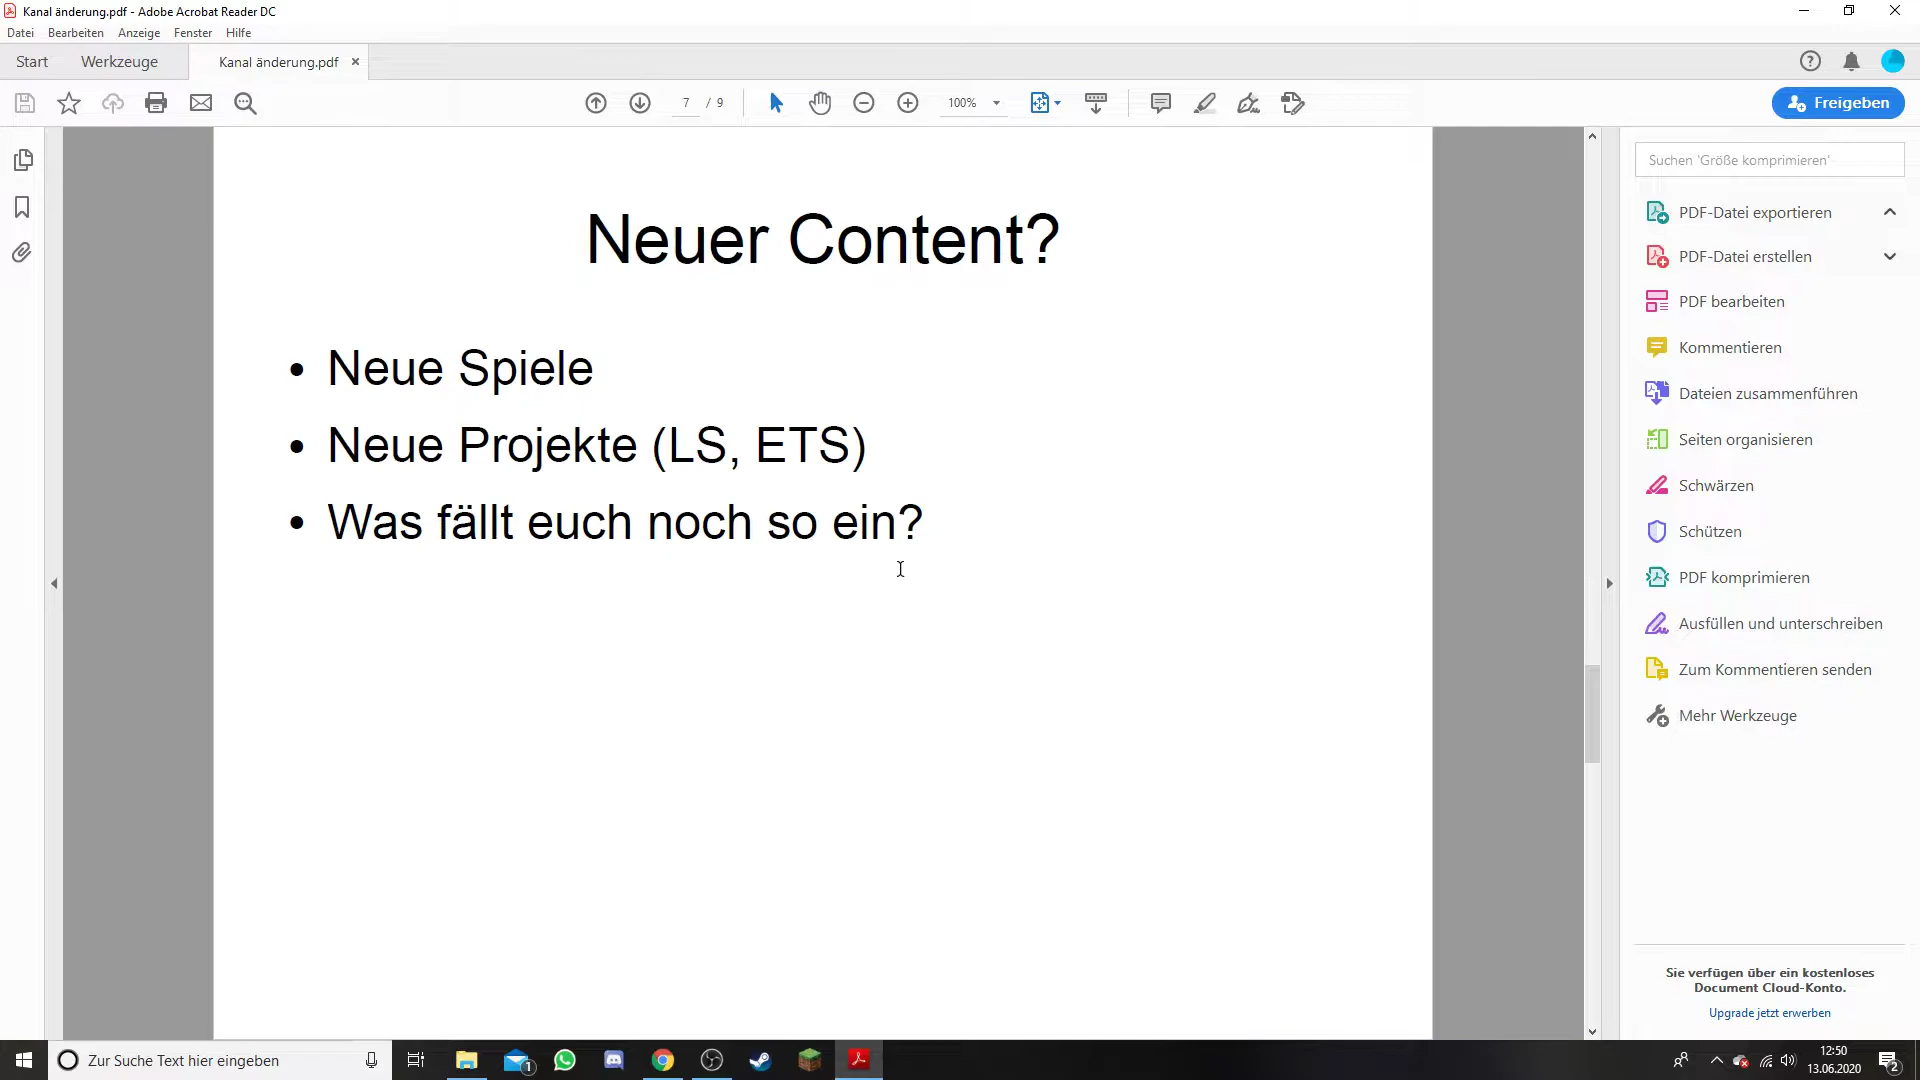 Kanal änderung.pdf - Adobe Acrobat Reader DC
Datei Bearbeiten Anzeige Fenster Hilfe
Start Werkzeuge Kanal änderung.pdf
7 / 9 100% Freigeben
Suchen 'Größe komprimieren'
Neuer Content?
• Neue Spiele
• Neue Projekte (LS, ETS)
• Was fällt euch noch so ein?
PDF-Datei exportieren
PDF-Datei erstellen
PDF bearbeiten
Kommentieren
Dateien zusammenführen
Seiten organisieren
Schwärzen
Schützen
PDF komprimieren
Ausfüllen und unterschreiben
Zum Kommentieren senden
Mehr Werkzeuge
Sie verfügen über ein kostenloses
Document Cloud-Konto.
Upgrade jetzt erwerben
Zur Suche Text hier eingeben
1
12:50
13.06.2020
2